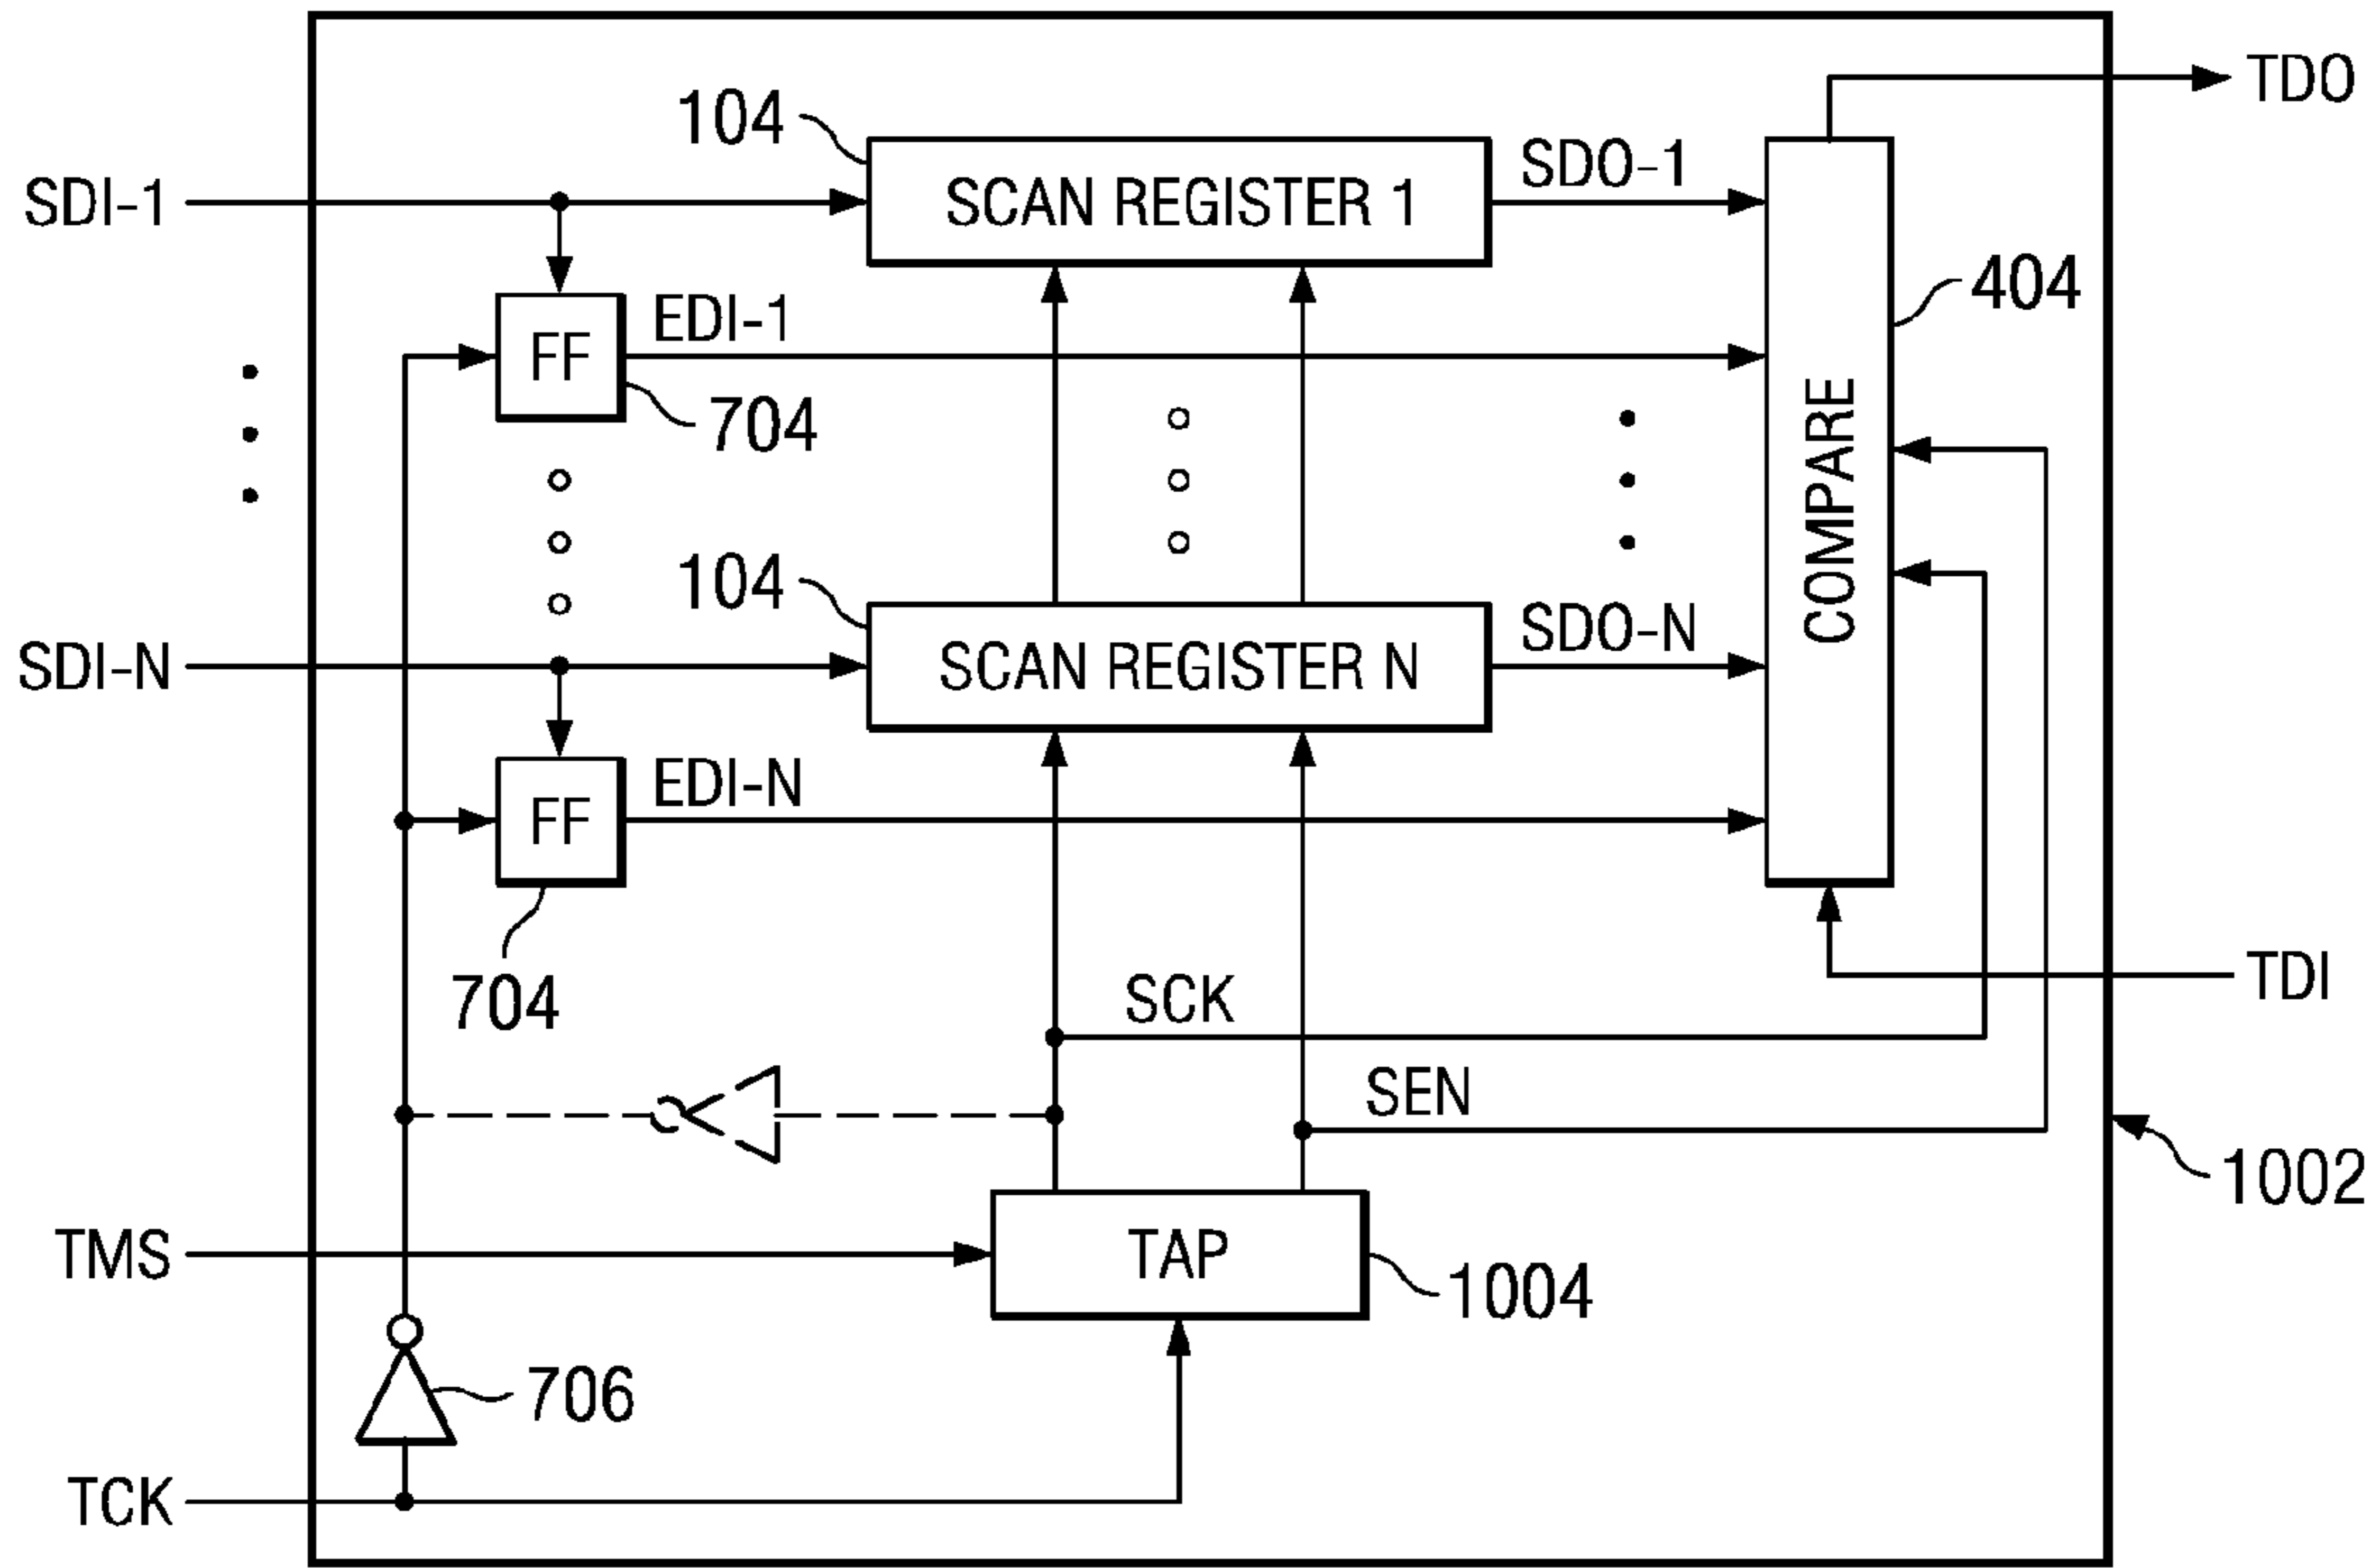 TDO
104
SDI-1
SCAN REGISTER 1
SDO-1
404
FF
EDI-1
704
COMPARE
104
SDI-N
SCAN REGISTER N
SDO-N
FF
EDI-N
704
TDI
SCK
SEN
1002
TMS
TAP
1004
706
TCK